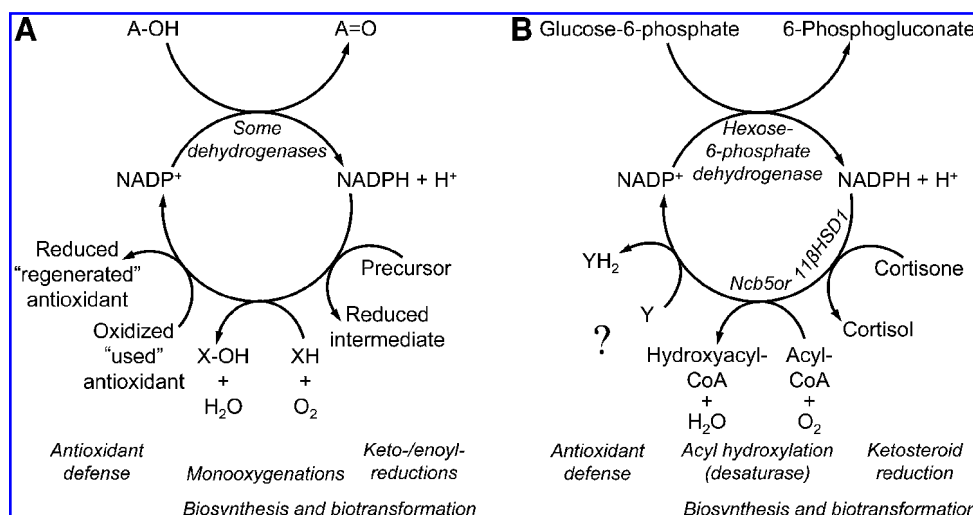 A
A-OH
A=O
Some
dehydrogenases
NADP⁺
NADPH + H⁺
Reduced
"regenerated"
antioxidant
Oxidized
"used"
antioxidant
X-OH
+
H₂O
XH
+
O₂
Precursor
Reduced
intermediate
Antioxidant
defense
Monooxygenations
Keto-/enoyl-
reductions
Biosynthesis and biotransformation
B
Glucose-6-phosphate
6-Phosphogluconate
Hexose-
6-phosphate
dehydrogenase
NADP⁺
NADPH + H⁺
11βHSD1
Ncb5or
YH₂
Y
?
Hydroxyacyl-
CoA
+
H₂O
Acyl-
CoA
+
O₂
Cortisone
Cortisol
Antioxidant
defense
Acyl hydroxylation
(desaturase)
Ketosteroid
reduction
Biosynthesis and biotransformation